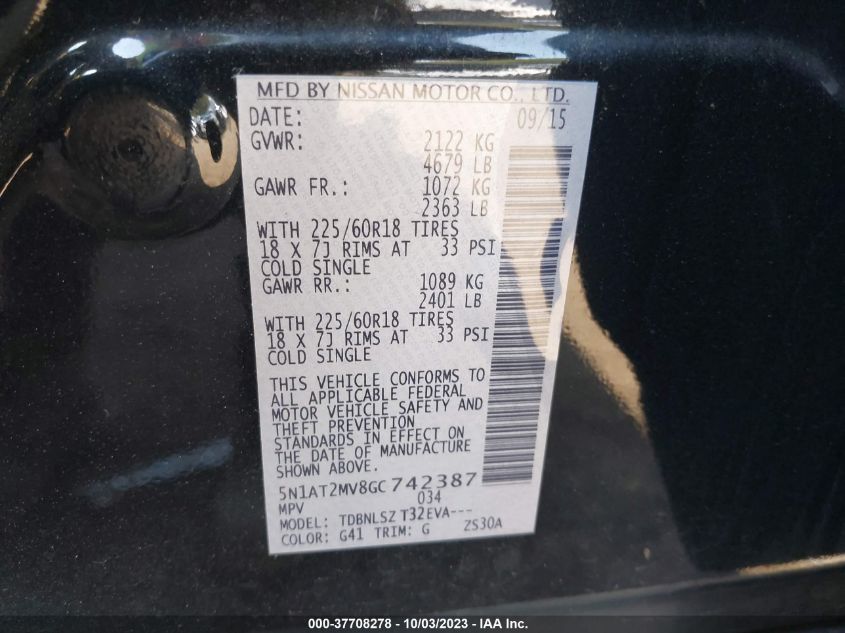 MFD BY NISSAN MOTOR CO., LTD.
DATE: 09/15
GVWR: 2122 KG
4679 LB
GAWR FR.: 1072 KG
2363 LB
WITH 225/60R18 TIRES
18 X 7J RIMS AT 33 PSI
COLD SINGLE
GAWR RR.: 1089 KG
2401 LB
WITH 225/60R18 TIRES
18 X 7J RIMS AT 33 PSI
COLD SINGLE
THIS VEHICLE CONFORMS TO
ALL APPLICABLE FEDERAL
MOTOR VEHICLE SAFETY AND
THEFT PREVENTION
STANDARDS IN EFFECT ON
THE DATE OF MANUFACTURE
SHOWN ABOVE.
5N1AT2MV8GC742387
MPV 034
MODEL: TDBNLSZ T32EVA---
COLOR: G41 TRIM: G ZS30A
000-37708278 - 10/03/2023 - IAA Inc.